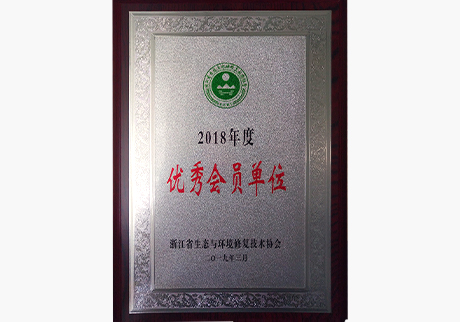 2018年度
优秀会员单位
浙江省生态与环境修复技术协会
二〇一九年三月